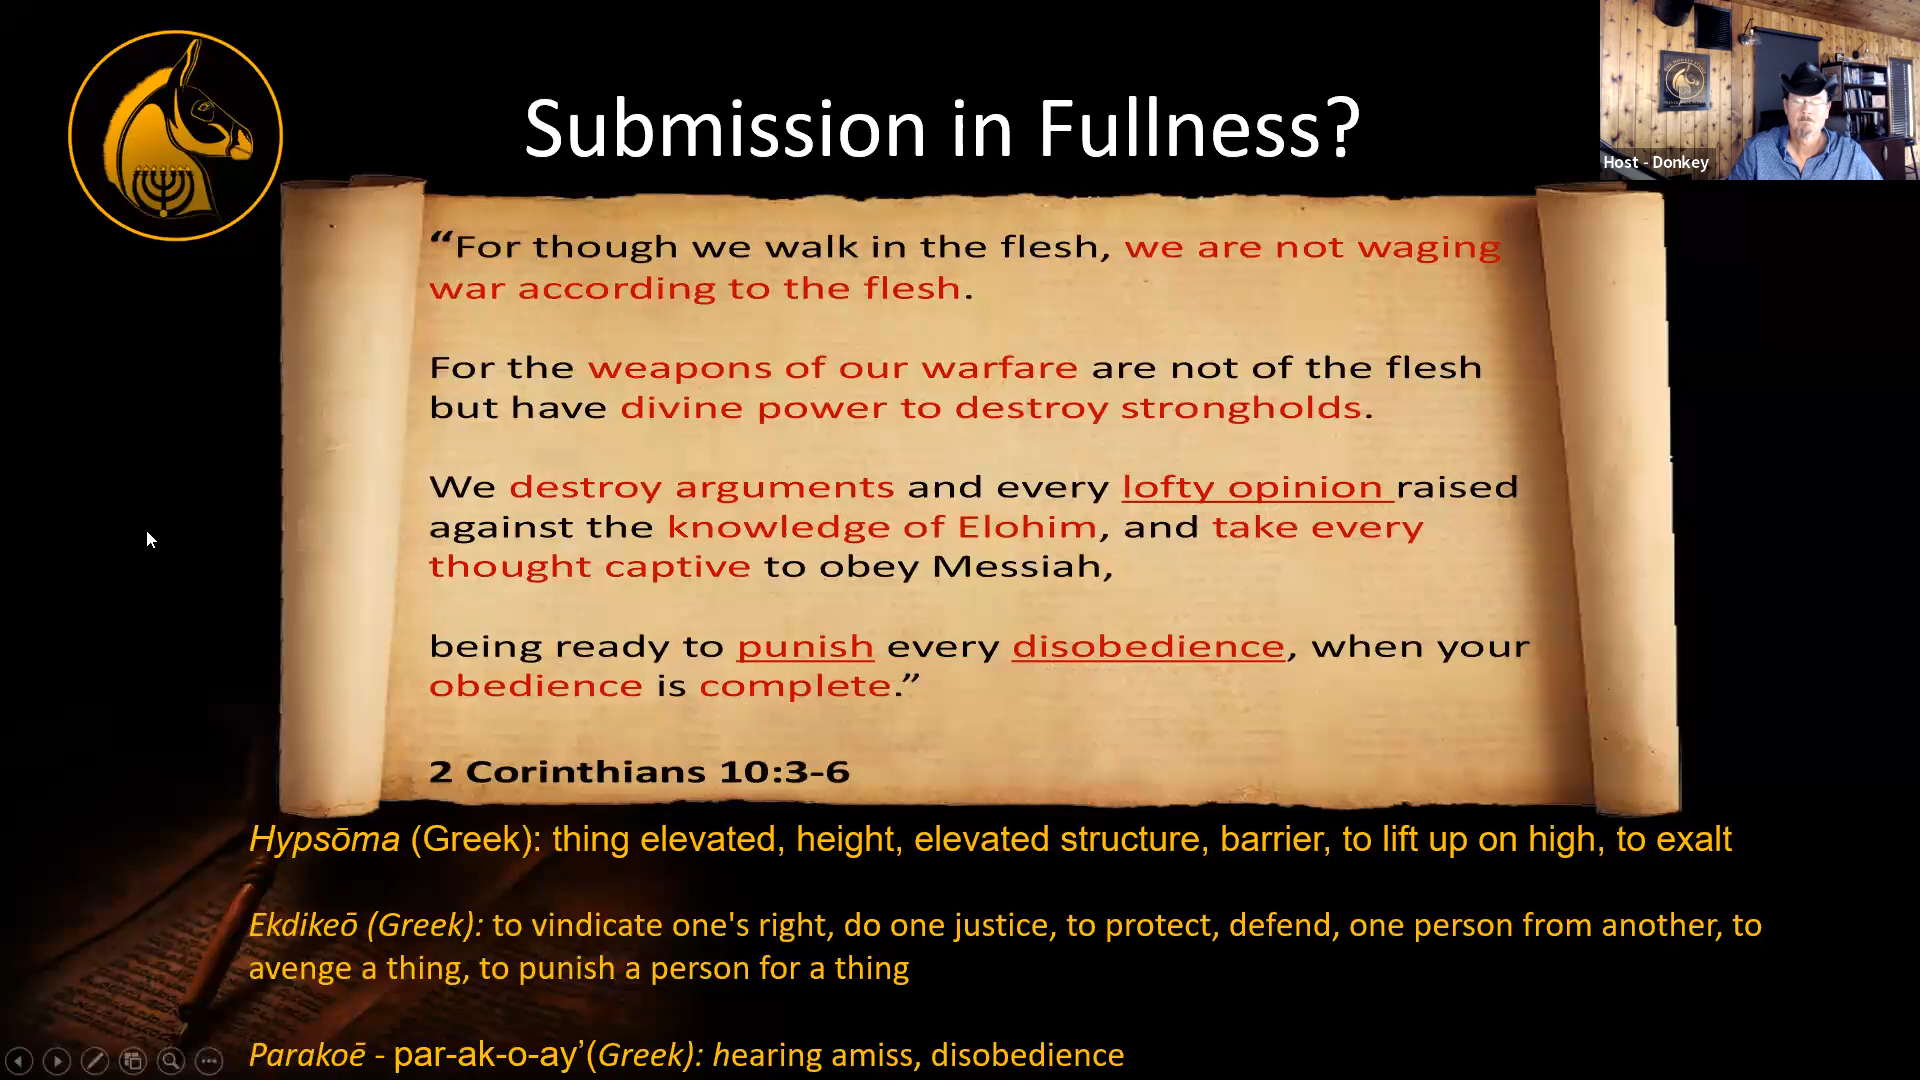 Submission in Fullness?
Host - Donkey
“For though we walk in the flesh, we are not waging
war according to the flesh.
For the weapons of our warfare are not of the flesh
but have divine power to destroy strongholds.
We destroy arguments and every lofty opinion raised
against the knowledge of Elohim, and take every
thought captive to obey Messiah,
being ready to punish every disobedience, when your
obedience is complete.”
2 Corinthians 10:3-6
Hypsōma (Greek): thing elevated, height, elevated structure, barrier, to lift up on high, to exalt
Ekdikeō (Greek): to vindicate one's right, do one justice, to protect, defend, one person from another, to
avenge a thing, to punish a person for a thing
Parakoē - par-ak-o-ay’(Greek): hearing amiss, disobedience